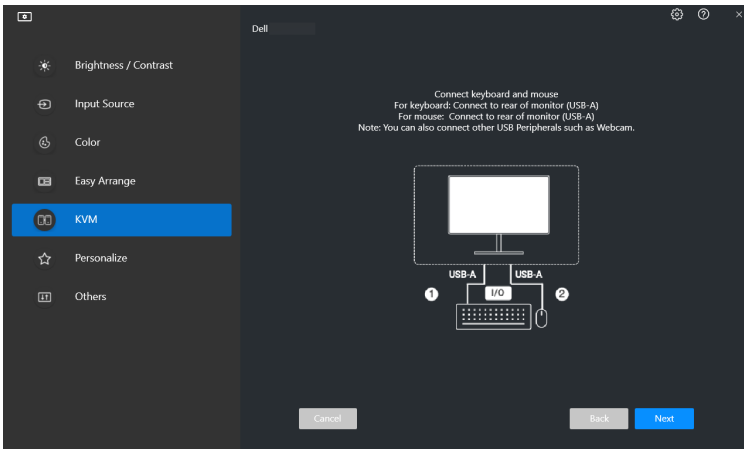 Dell
Brightness / Contrast
Input Source
Color
Easy Arrange
KVM
Personalize
Others
Connect keyboard and mouse
For keyboard: Connect to rear of monitor (USB-A)
For mouse: Connect to rear of monitor (USB-A)
Note: You can also connect other USB Peripherals such as Webcam.
USB-A USB-A
1 I/O 2
Cancel Back Next